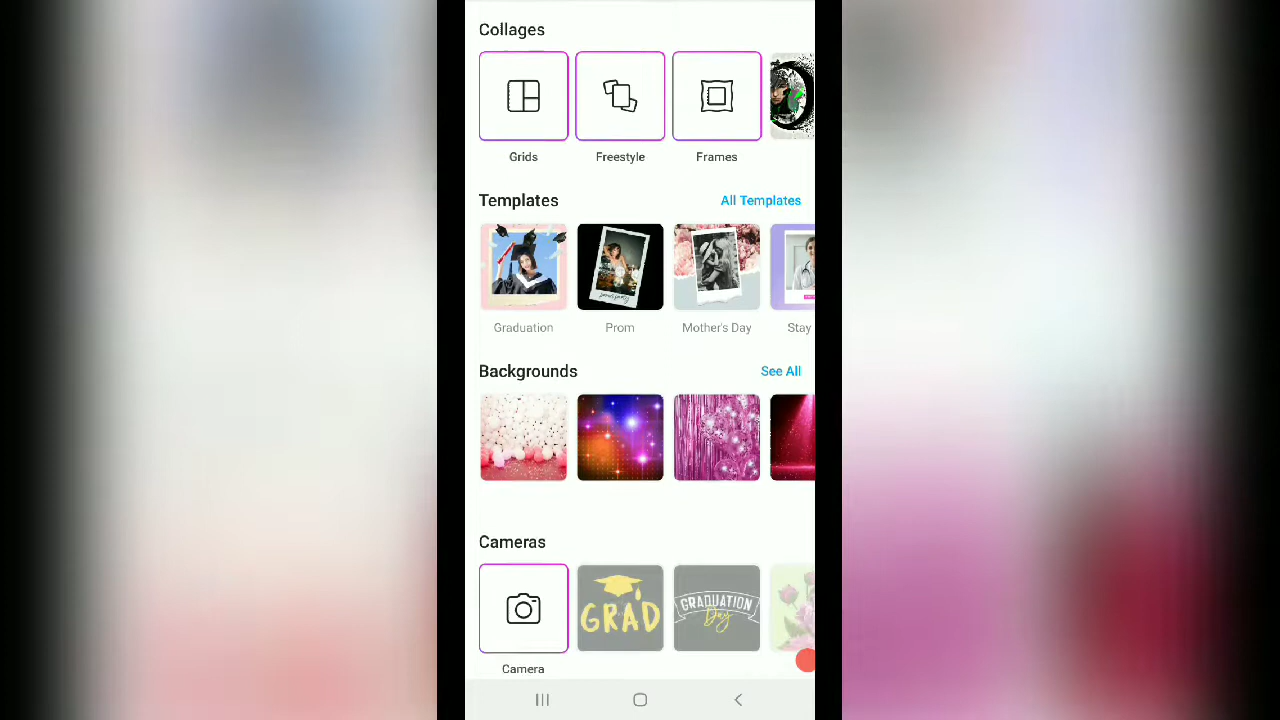 Collages
Grids
Freestyle
Frames
Templates
All Templates
Graduation
Prom
Mother's Day
Stay
Backgrounds
See All
Cameras
GRAD
GRADUATION
Day
Camera